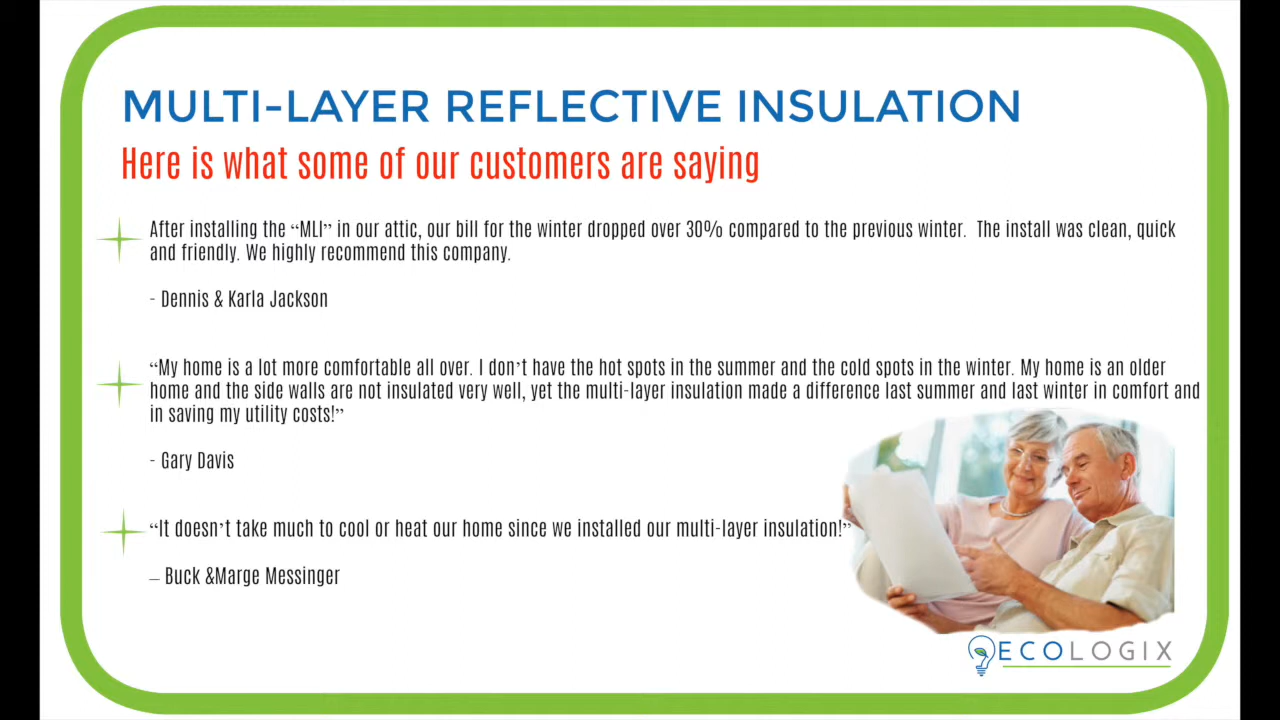 MULTI-LAYER REFLECTIVE INSULATION
Here is what some of our customers are saying
After installing the “MLI” in our attic, our bill for the winter dropped over 30% compared to the previous winter.  The install was clean, quick
and friendly. We highly recommend this company.
- Dennis & Karla Jackson
“My home is a lot more comfortable all over. I don’t have the hot spots in the summer and the cold spots in the winter. My home is an older
home and the side walls are not insulated very well, yet the multi-layer insulation made a difference last summer and last winter in comfort and
in saving my utility costs!”
- Gary Davis
“It doesn’t take much to cool or heat our home since we installed our multi-layer insulation!”
– Buck &Marge Messinger
ECOLOGIX